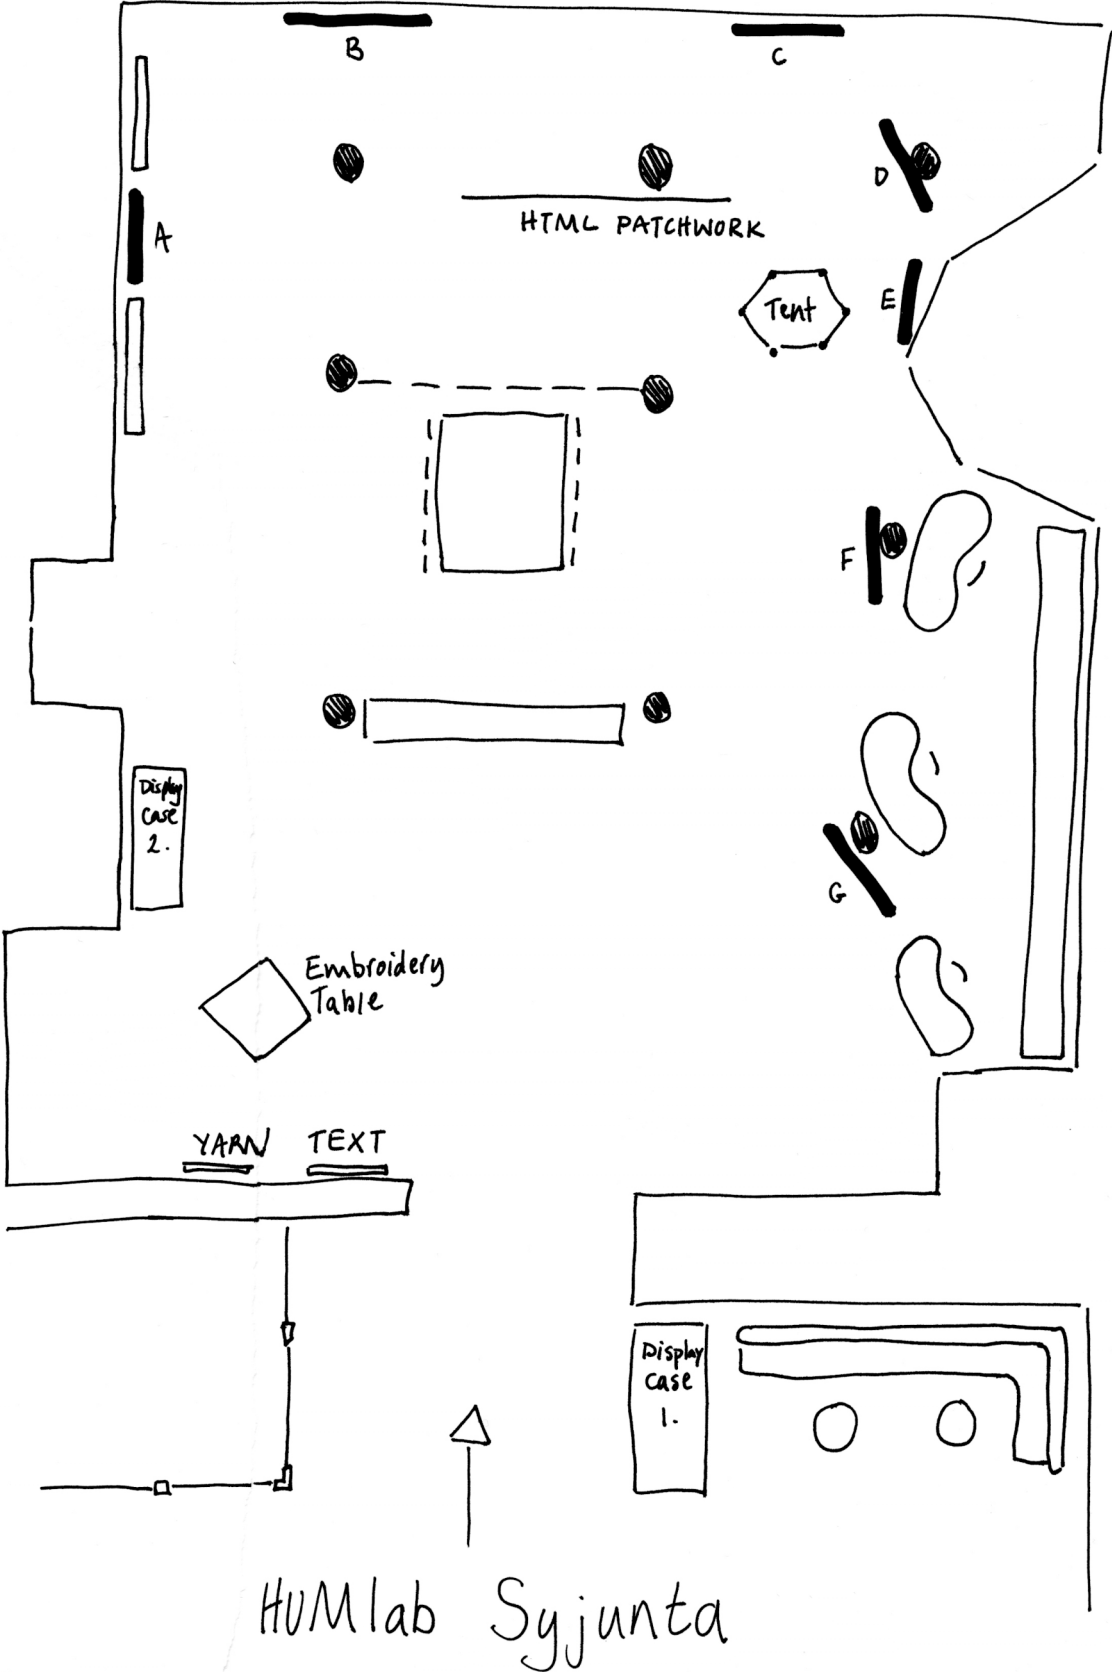 B
C
D
A
HTML PATCHWORK
E
Tent
F
Display
case
2.
G
Embroidery
Table
YARN TEXT
Display
case
1.
HUMlab Syjunta